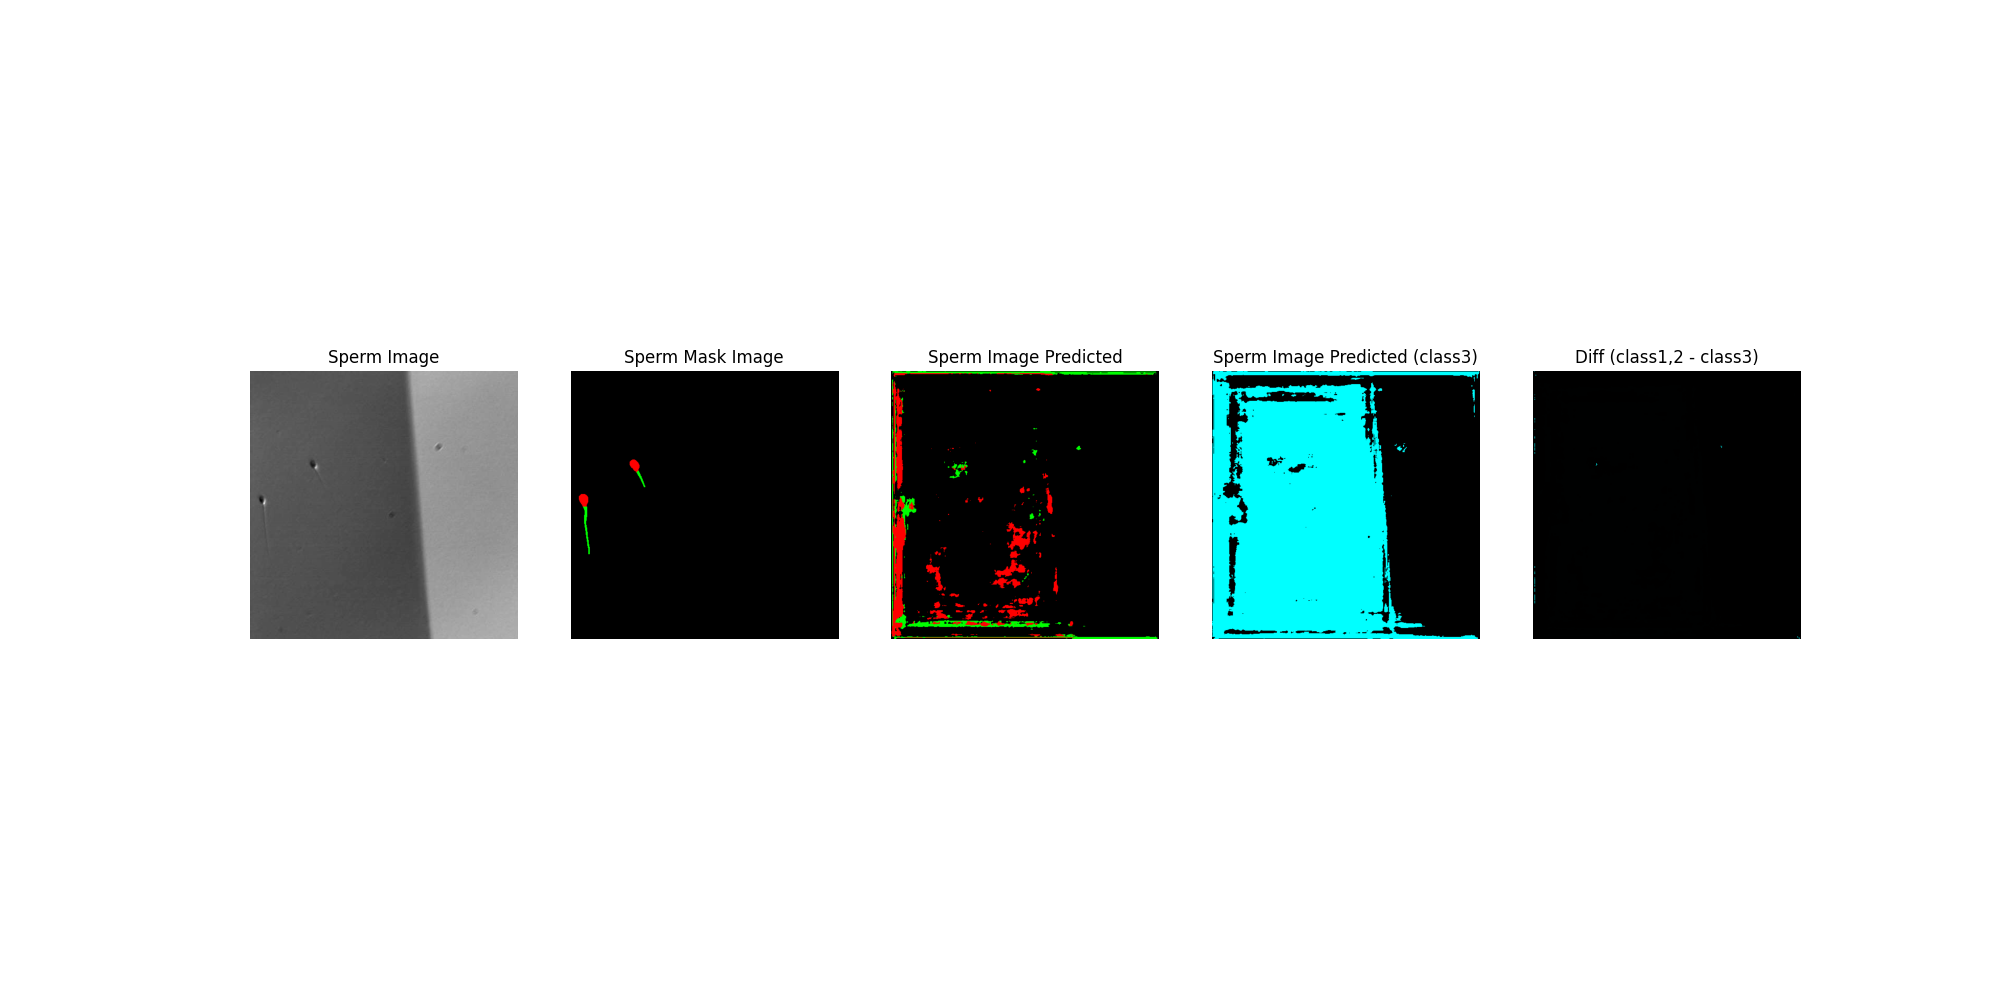 Sperm Image
Sperm Mask Image
Sperm Image Predicted
Sperm Image Predicted (class3)
Diff (class1,2 - class3)